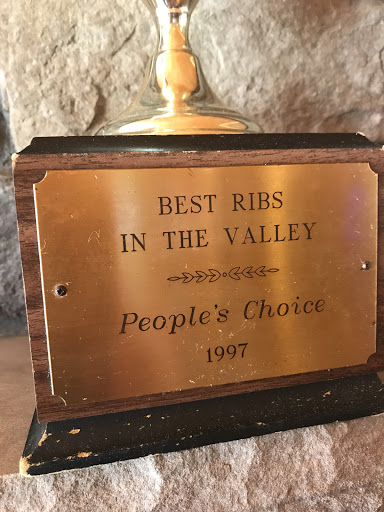 BEST RIBS
IN THE VALLEY
People's Choice
1997